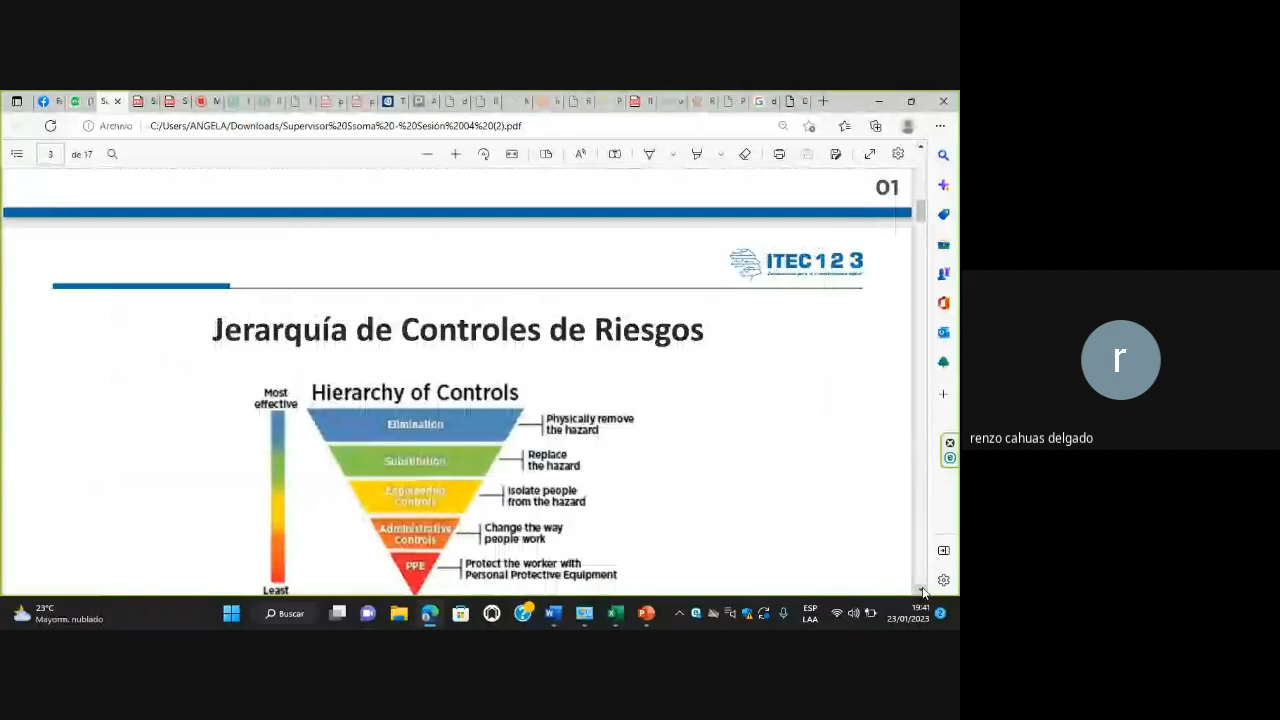 Archivo
C:/Users/ANGELA/Downloads/Supervisor%20Ssoma%20-%20Sesión%2004%20(2).pdf
3 de 17
01
ITEC 1 2 3
Jerarquía de Controles de Riesgos
Hierarchy of Controls
Most
effective
Elimination
Physically remove
the hazard
Substitution
Replace
the hazard
Engineering
Controls
Isolate people
from the hazard
Administrative
Controls
Change the way
people work
PPE
Protect the worker with
Personal Protective Equipment
Least
r
renzo cahuas delgado
23°C
Mayorm. nublado
Buscar
ESP
LAA
19:41
23/01/2023